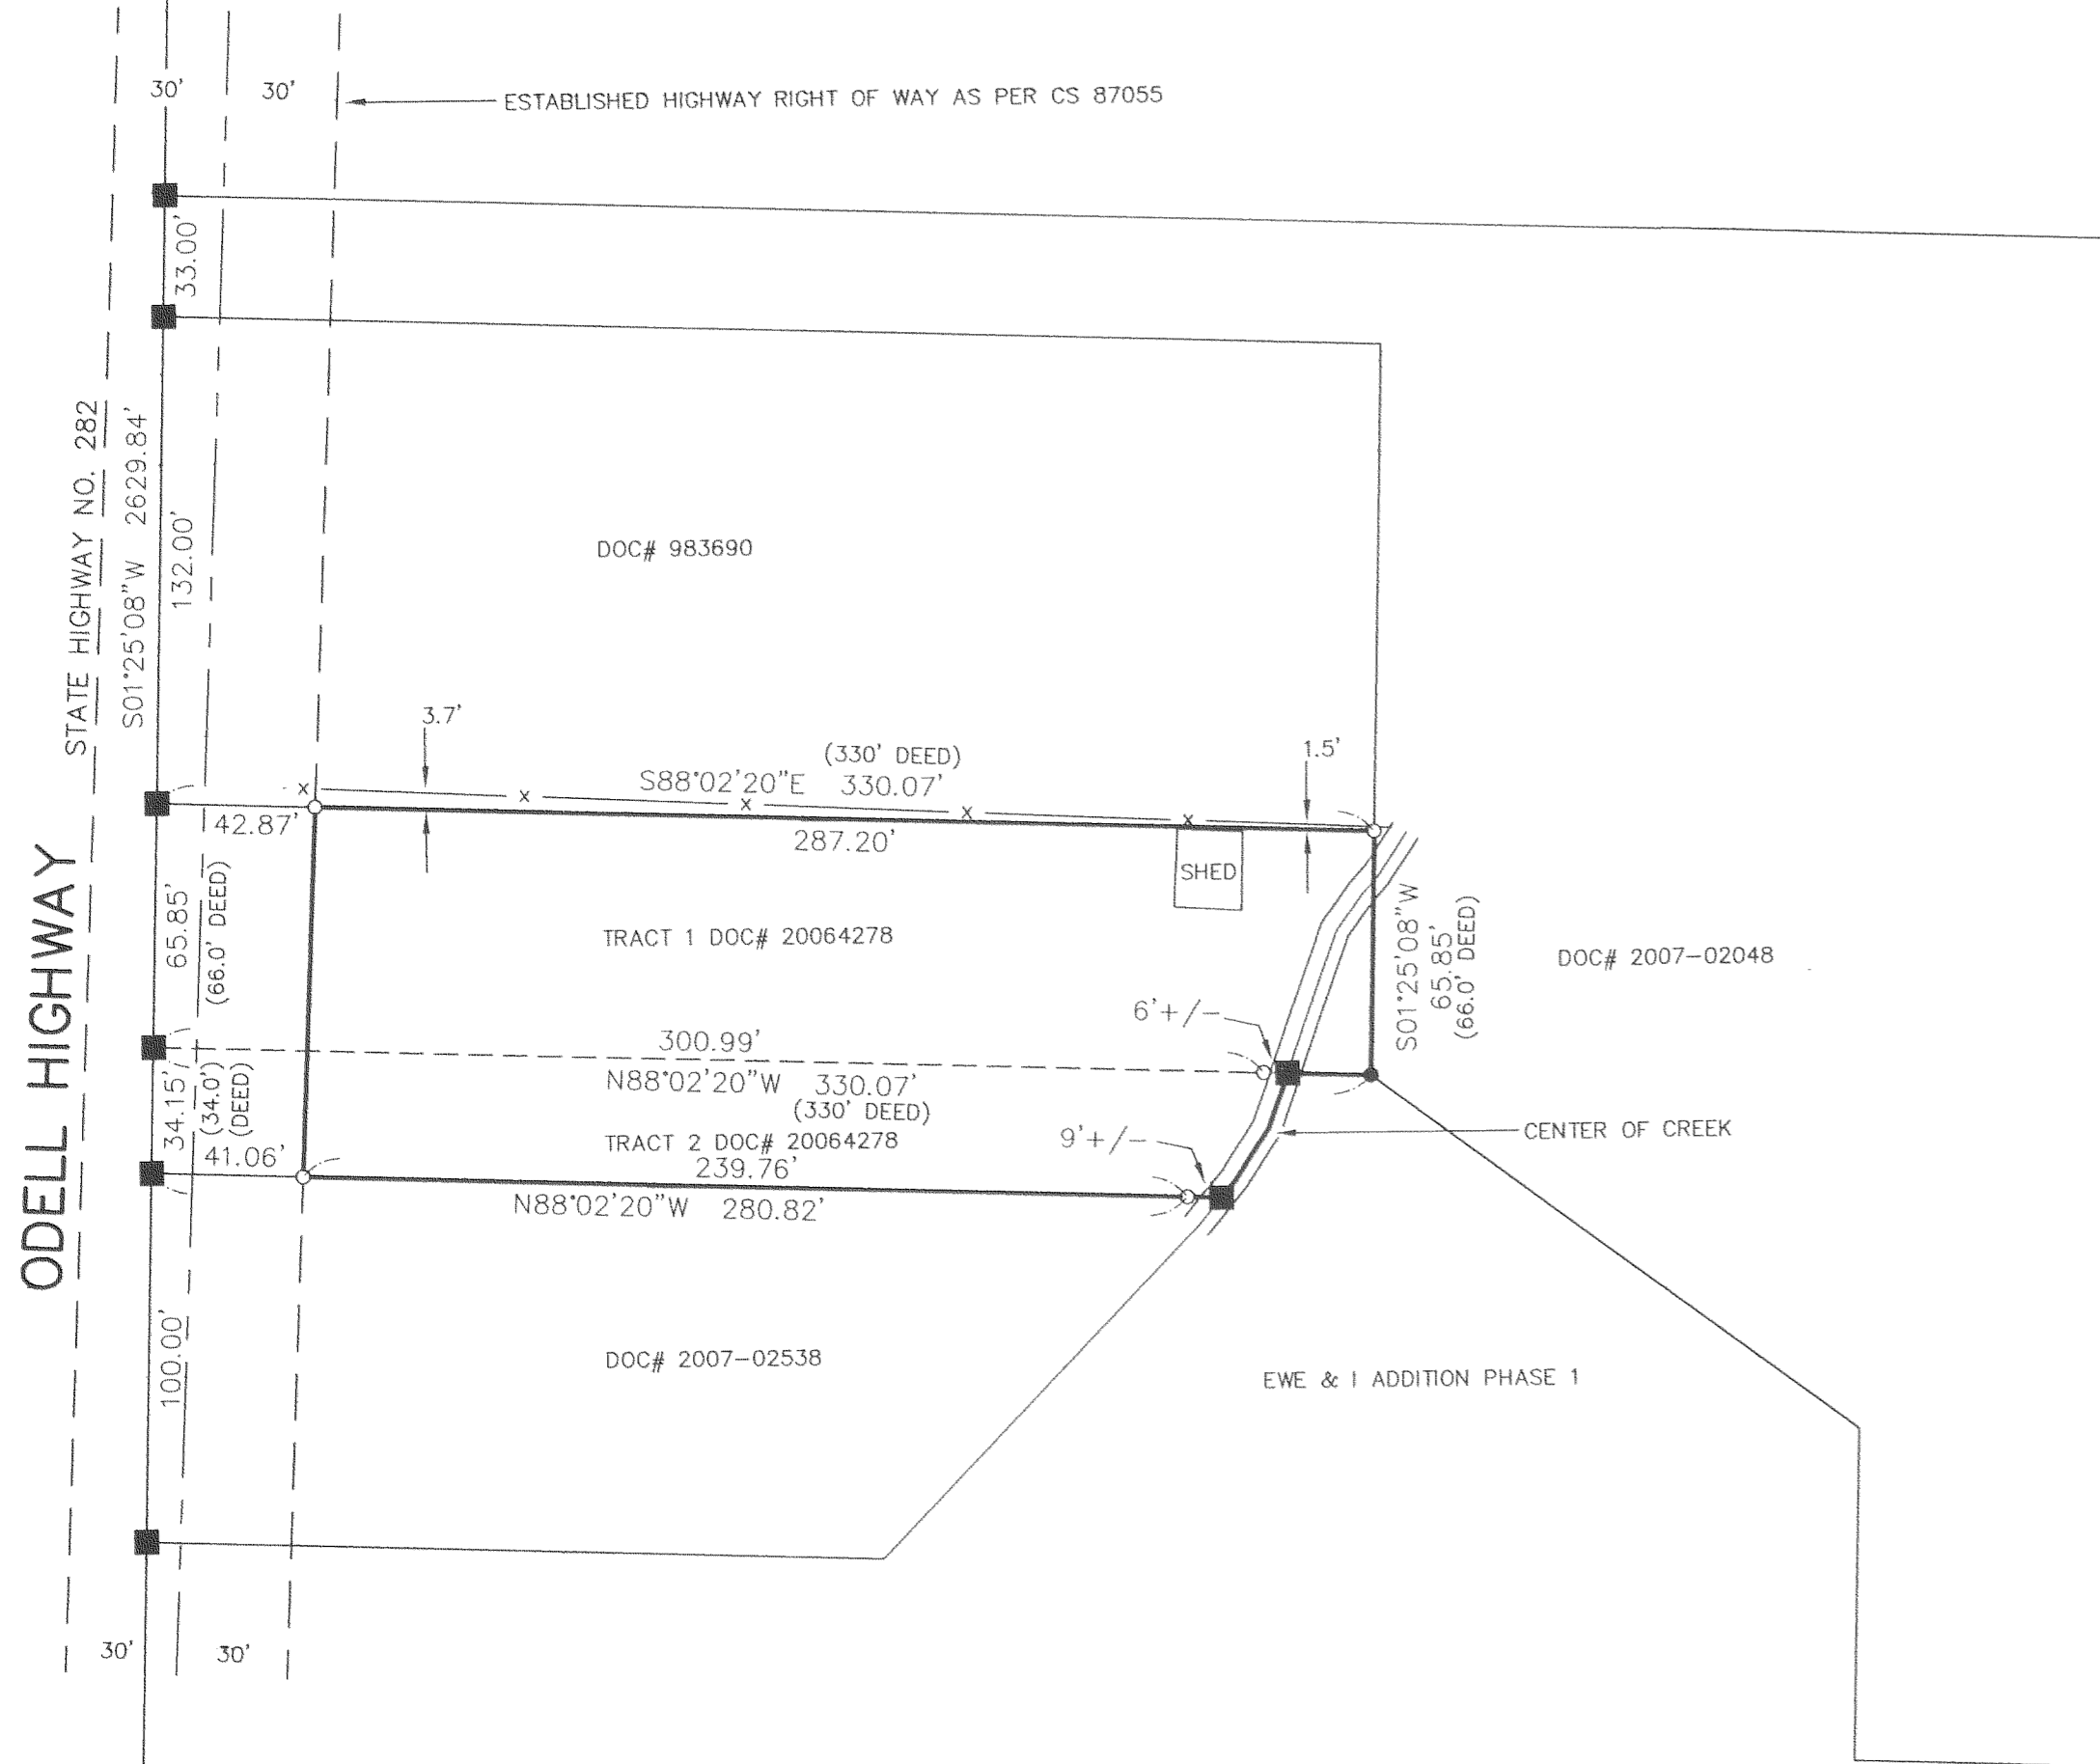 30'
30'
ESTABLISHED HIGHWAY RIGHT OF WAY AS PER CS 87055
33.00'
STATE HIGHWAY NO. 282
S01°25'08"W 2629.84'
132.00'
DOC# 983690
3.7'
(330' DEED)
S88°02'20"E 330.07'
1.5'
42.87'
287.20'
SHED
ODELL HIGHWAY
65.85'
(66.0' DEED)
TRACT 1 DOC# 20064278
S01°25'08"W
65.85'
(66.0' DEED)
DOC# 2007-02048
6'+/-
300.99'
N88°02'20"W 330.07'
(330' DEED)
34.15'
(34.0')
(DEED)
TRACT 2 DOC# 20064278
9'+/-
CENTER OF CREEK
41.06'
239.76'
N88°02'20"W 280.82'
100.00'
DOC# 2007-02538
EWE & I ADDITION PHASE 1
30'
30'